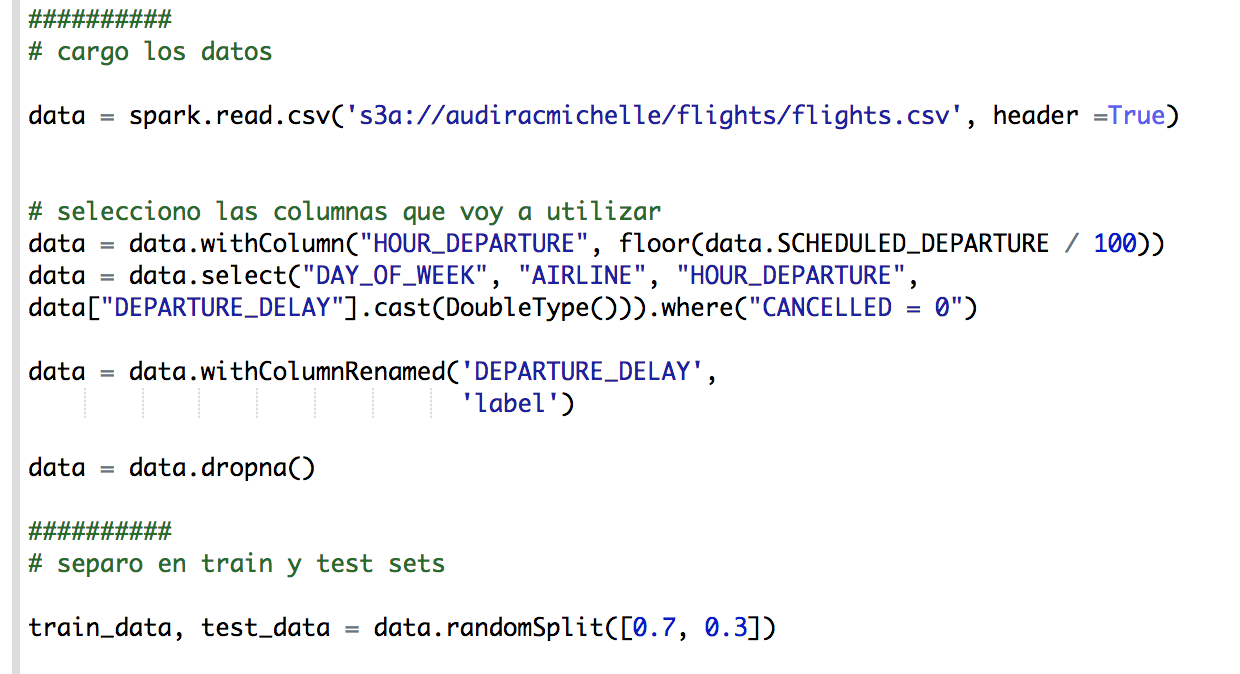 ##########
# cargo los datos
data = spark.read.csv('s3a://audiracmichelle/flights/flights.csv', header =True)
# selecciono las columnas que voy a utilizar
data = data.withColumn("HOUR_DEPARTURE", floor(data.SCHEDULED_DEPARTURE / 100))
data = data.select("DAY_OF_WEEK", "AIRLINE", "HOUR_DEPARTURE",
data["DEPARTURE_DELAY"].cast(DoubleType())).where("CANCELLED = 0")
data = data.withColumnRenamed('DEPARTURE_DELAY',
'label')
data = data.dropna()
##########
# separo en train y test sets
train_data, test_data = data.randomSplit([0.7, 0.3])